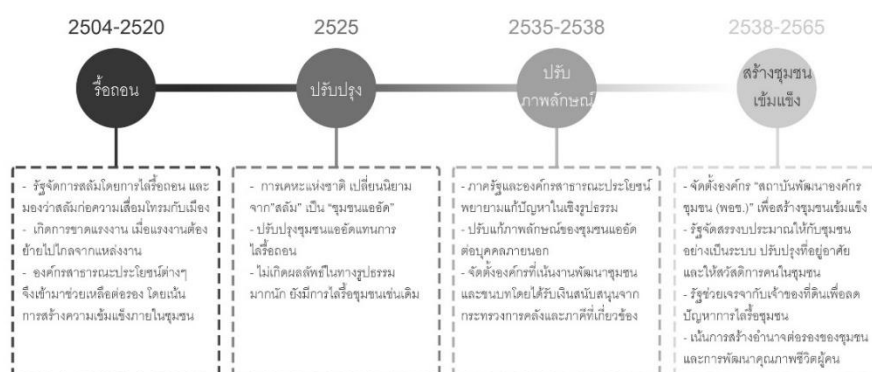 2504-2520
รื้อถอน
- รัฐจัดการสลัมโดยการไล่รื้อถอน และ
มองว่าสลัมก่อความเสื่อมโทรมกับเมือง
- เกิดการขาดแรงงาน เมื่อแรงงานต้อง
ย้ายไปไกลจากแหล่งงาน
- องค์กรสาธารณะประโยชน์ต่างๆ
จึงเข้ามาช่วยเหลือต่อรอง โดยเน้น
การสร้างความเข้มแข็งภายในชุมชน
2525
ปรับปรุง
- การเคหะแห่งชาติ เปลี่ยนนิยาม
จาก"สลัม" เป็น "ชุมชนแออัด"
- ปรับปรุงชุมชนแออัดแทนการ
ไล่รื้อถอน
- ไม่เกิดผลลัพธ์ในทางรูปธรรม
มากนัก ยังมีการไล่รื้อชุมชนเช่นเดิม
2535-2538
ปรับ
ภาพลักษณ์
- ภาครัฐและองค์กรสาธารณะประโยชน์
พยายามแก้ปัญหาในเชิงรูปธรรม
- ปรับแก้ภาพลักษณ์ของชุมชนแออัด
ต่อบุคคลภายนอก
- จัดตั้งองค์กรที่เน้นงานพัฒนาชุมชน
และชนบทโดยได้รับเงินสนับสนุนจาก
กระทรวงการคลังและภาคีที่เกี่ยวข้อง
2538-2565
สร้างชุมชน
เข้มแข็ง
- จัดตั้งองค์กร "สถาบันพัฒนาองค์กร
ชุมชน (พอช.)" เพื่อสร้างชุมชนเข้มแข็ง
- รัฐจัดสรรงบประมาณให้กับชุมชน
อย่างเป็นระบบ ปรับปรุงที่อยู่อาศัย
และให้สวัสดิการคนในชุมชน
- รัฐช่วยเจรจากับเจ้าของที่ดินเพื่อลด
ปัญหาการไล่รื้อชุมชน
- เน้นการสร้างอำนาจต่อรองของชุมชน
และการพัฒนาคุณภาพชีวิตผู้คน